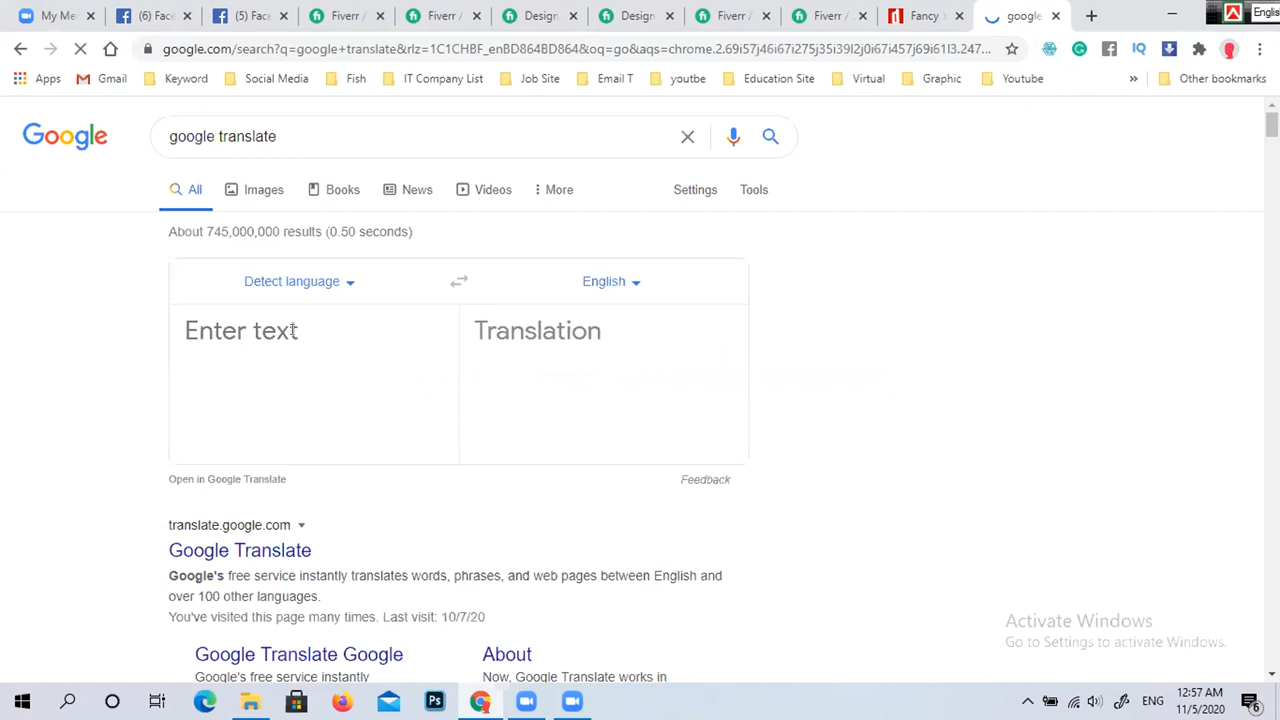 My Me
(6) Face
(5) Face
Fiverr /
Fiverr /
Design
Fiverr
Fancy
google
Englis
google.com/search?q=google+translate&rlz=1C1CHBF_enBD864BD864&oq=go&aqs=chrome.2.69i57j46i67i275j35i39l2j0i67i457j69i61l3.247...
Apps
Gmail
Keyword
Social Media
Fish
IT Company List
Job Site
Email T
youtbe
Education Site
Virtual
Graphic
Youtube
»
Other bookmarks
Google
google translate
All
Images
Books
News
Videos
More
Settings
Tools
About 745,000,000 results (0.50 seconds)
Detect language
English
Enter text
Translation
Open in Google Translate
Feedback
translate.google.com
Google Translate
Google's free service instantly translates words, phrases, and web pages between English and
over 100 other languages.
You've visited this page many times. Last visit: 10/7/20
Google Translate Google
About
Google's free service instantly
Now, Google Translate works in
Activate Windows
Go to Settings to activate Windows.
Ps
ENG
12:57 AM
11/5/2020
6